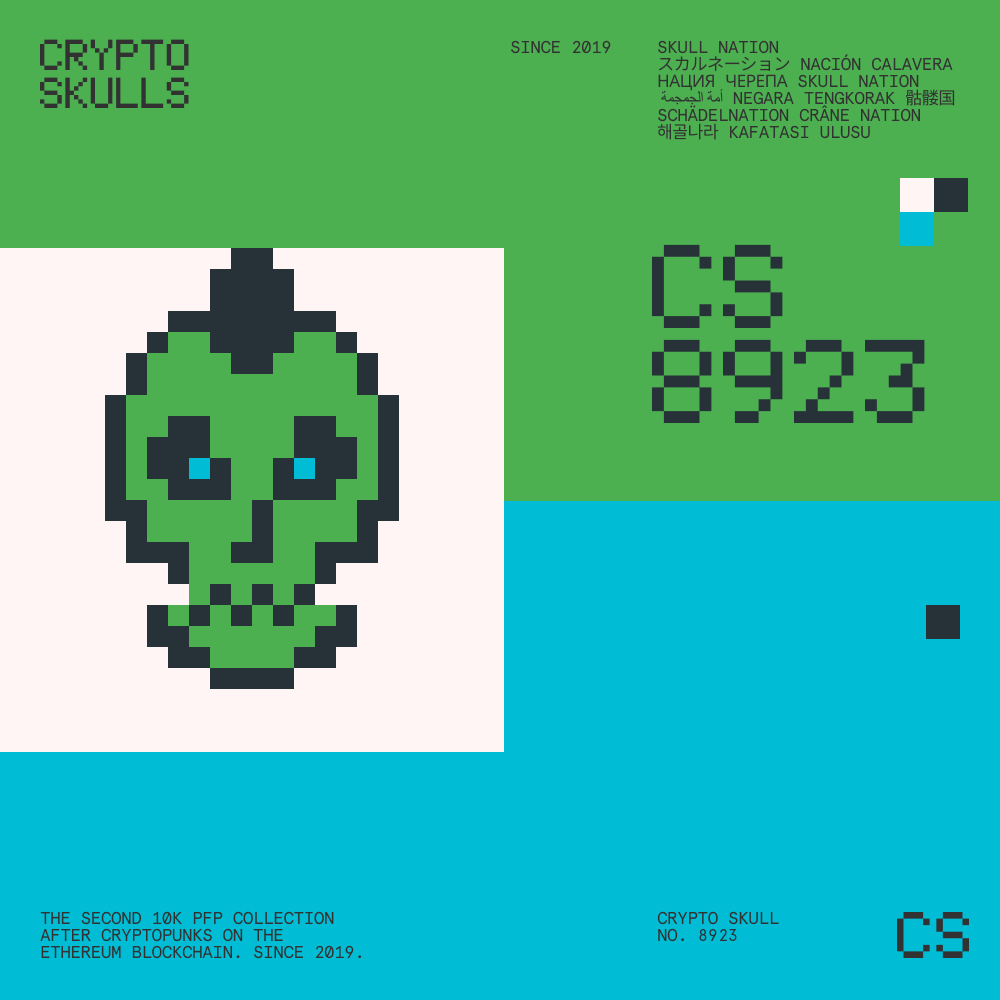 CRYPTO
SKULLS
SINCE 2019
SKULL NATION
スカルネーション NACIÓN CALAVERA
НАЦИЯ ЧЕРЕПА SKULL NATION
أمة الجمجمة NEGARA TENGKORAK 骷髅国
SCHÄDELNATION CRÂNE NATION
해골나라 KAFATASI ULUSU
CS
8923
THE SECOND 10K PFP COLLECTION
AFTER CRYPTOPUNKS ON THE
ETHEREUM BLOCKCHAIN. SINCE 2019.
CRYPTO SKULL
NO. 8923
CS